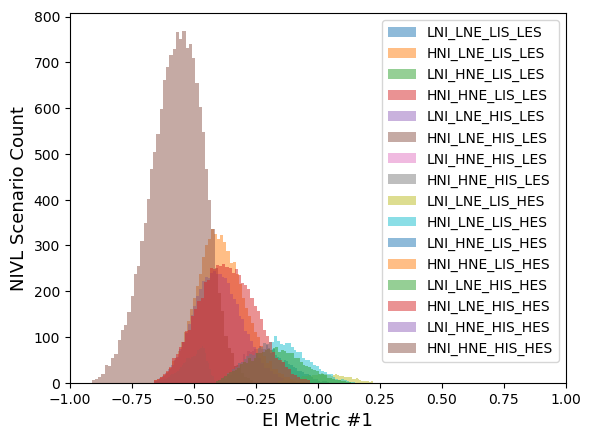 800
700
600
500
400
300
200
100
0
NIVL Scenario Count
−1.00 −0.75 −0.50 −0.25 0.00 0.25 0.50 0.75 1.00
EI Metric #1
LNI_LNE_LIS_LES
HNI_LNE_LIS_LES
LNI_HNE_LIS_LES
HNI_HNE_LIS_LES
LNI_LNE_HIS_LES
HNI_LNE_HIS_LES
LNI_HNE_HIS_LES
HNI_HNE_HIS_LES
LNI_LNE_LIS_HES
HNI_LNE_LIS_HES
LNI_HNE_LIS_HES
HNI_HNE_LIS_HES
LNI_LNE_HIS_HES
HNI_LNE_HIS_HES
LNI_HNE_HIS_HES
HNI_HNE_HIS_HES